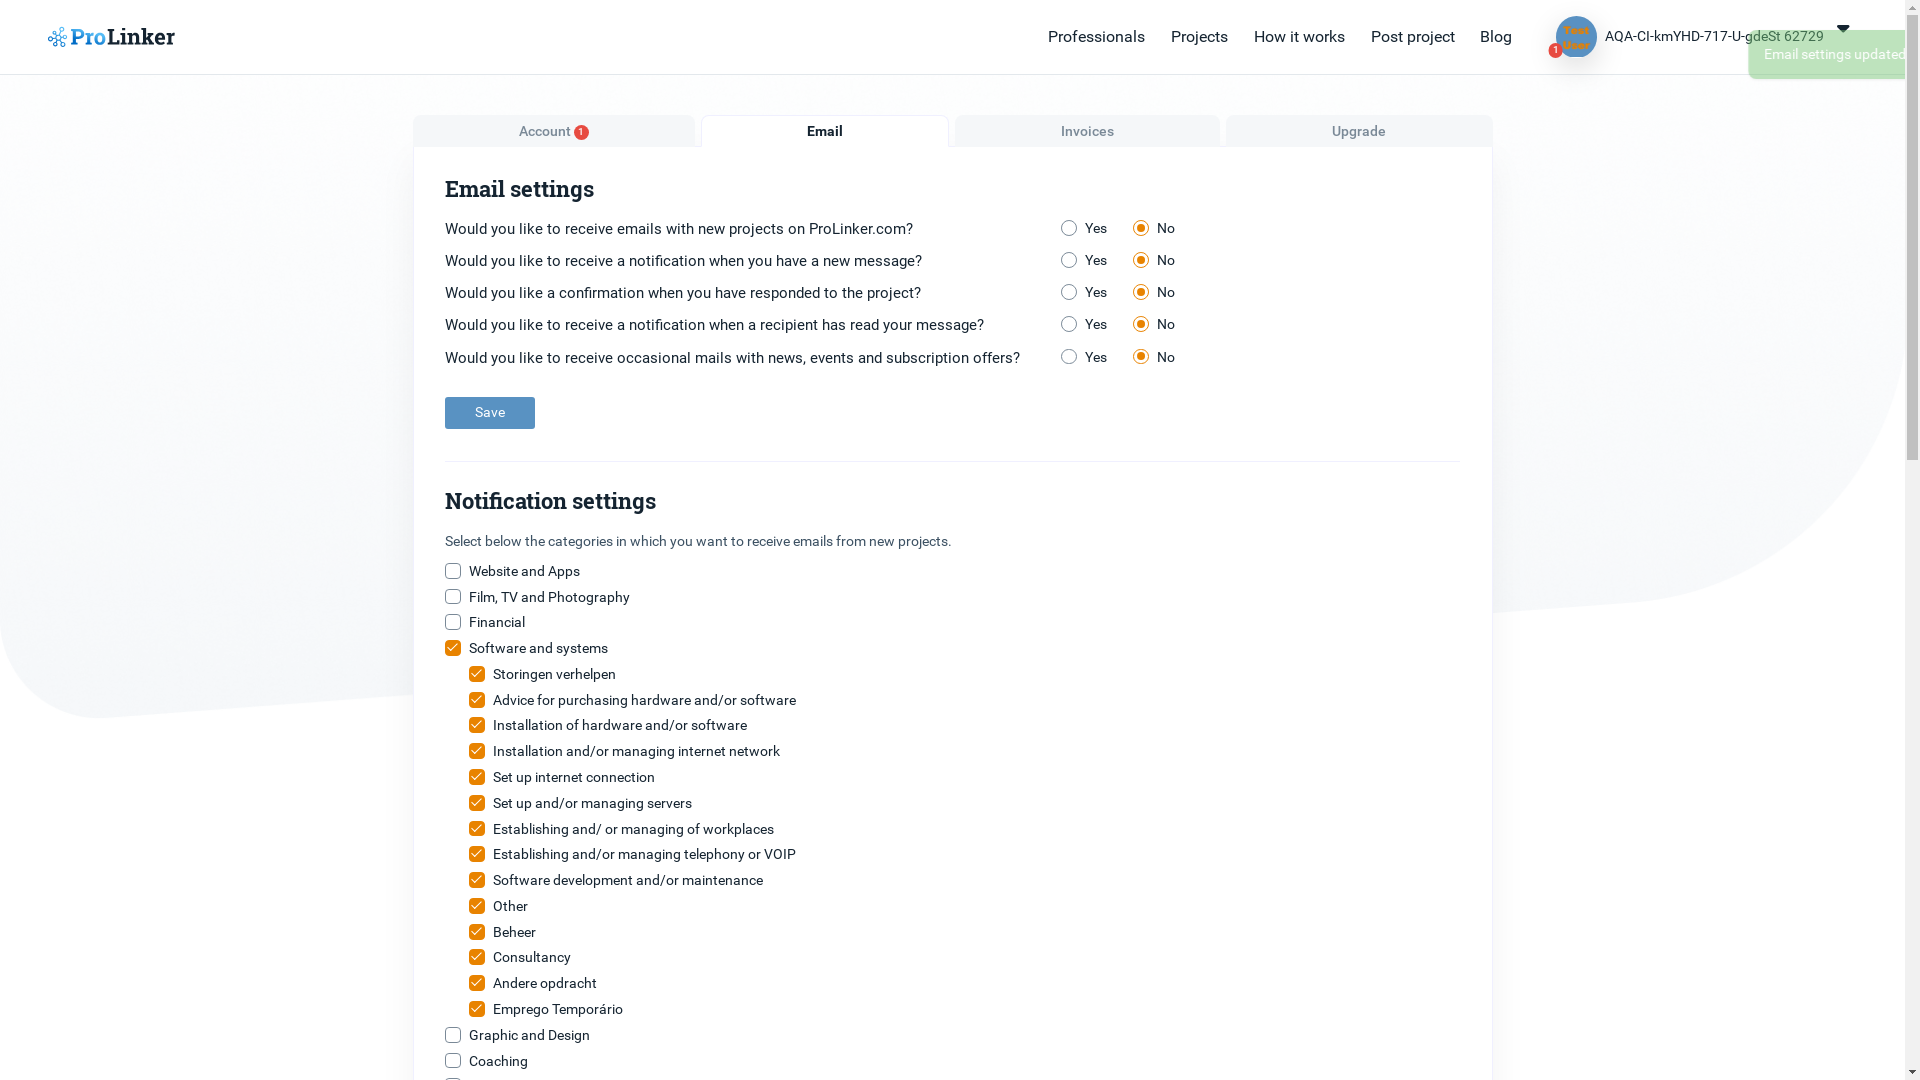 ProLinker
Professionals Projects How it works Post project Blog
Test User
1
AQA-CI-kmYHD-717-U-gdeSt 62729
Email settings updated
Account 1 Email Invoices Upgrade
Email settings
Would you like to receive emails with new projects on ProLinker.com? Yes No
Would you like to receive a notification when you have a new message? Yes No
Would you like a confirmation when you have responded to the project? Yes No
Would you like to receive a notification when a recipient has read your message? Yes No
Would you like to receive occasional mails with news, events and subscription offers? Yes No
Save
Notification settings
Select below the categories in which you want to receive emails from new projects.
Website and Apps
Film, TV and Photography
Financial
Software and systems
Storingen verhelpen
Advice for purchasing hardware and/or software
Installation of hardware and/or software
Installation and/or managing internet network
Set up internet connection
Set up and/or managing servers
Establishing and/ or managing of workplaces
Establishing and/or managing telephony or VOIP
Software development and/or maintenance
Other
Beheer
Consultancy
Andere opdracht
Emprego Temporário
Graphic and Design
Coaching